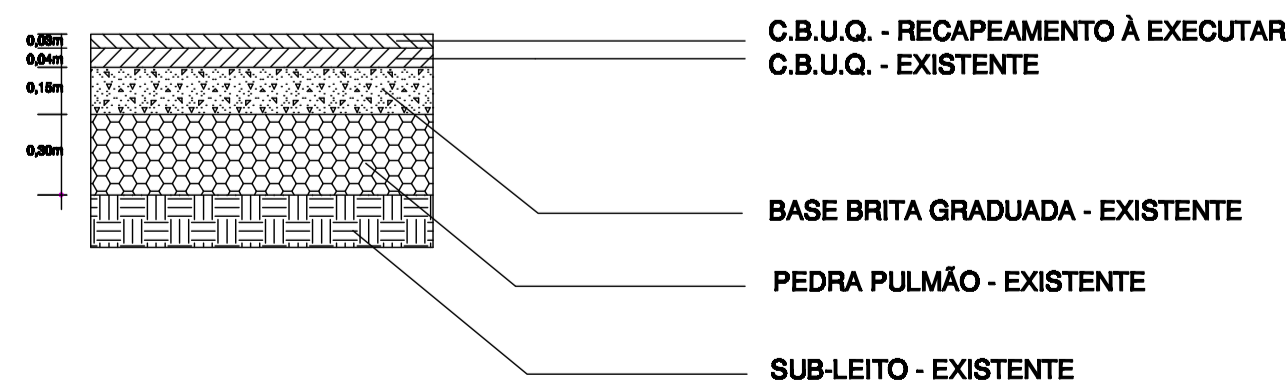 0,03m
C.B.U.Q. - RECAPEAMENTO À EXECUTAR
0,04m
C.B.U.Q. - EXISTENTE
0,15m
0,30m
BASE BRITA GRADUADA - EXISTENTE
PEDRA PULMÃO - EXISTENTE
SUB-LEITO - EXISTENTE